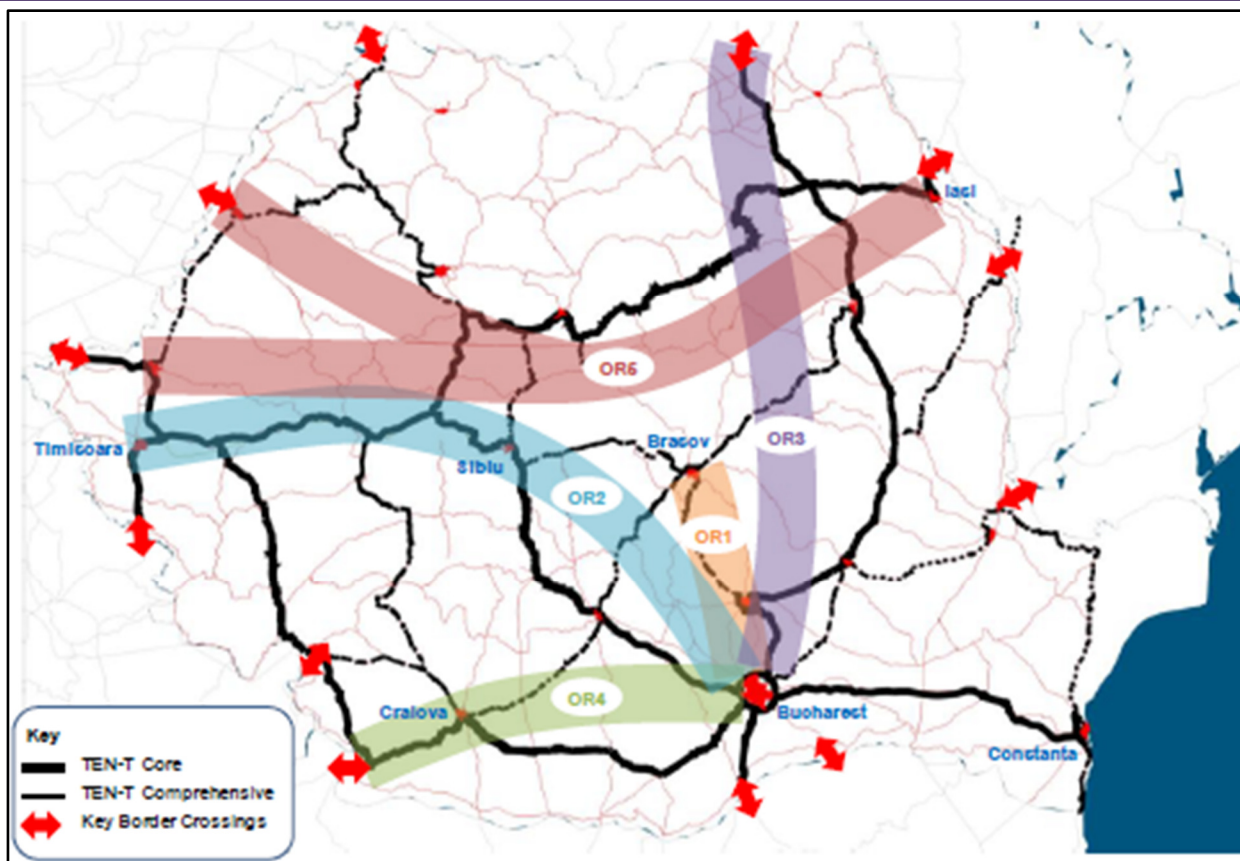 Iasi
OR5
Timisoara
Brasov
OR3
Sibiu
OR2
OR1
OR4
Craiova
Bucharest
Constanta
Key
TEN-T Core
TEN-T Comprehensive
Key Border Crossings